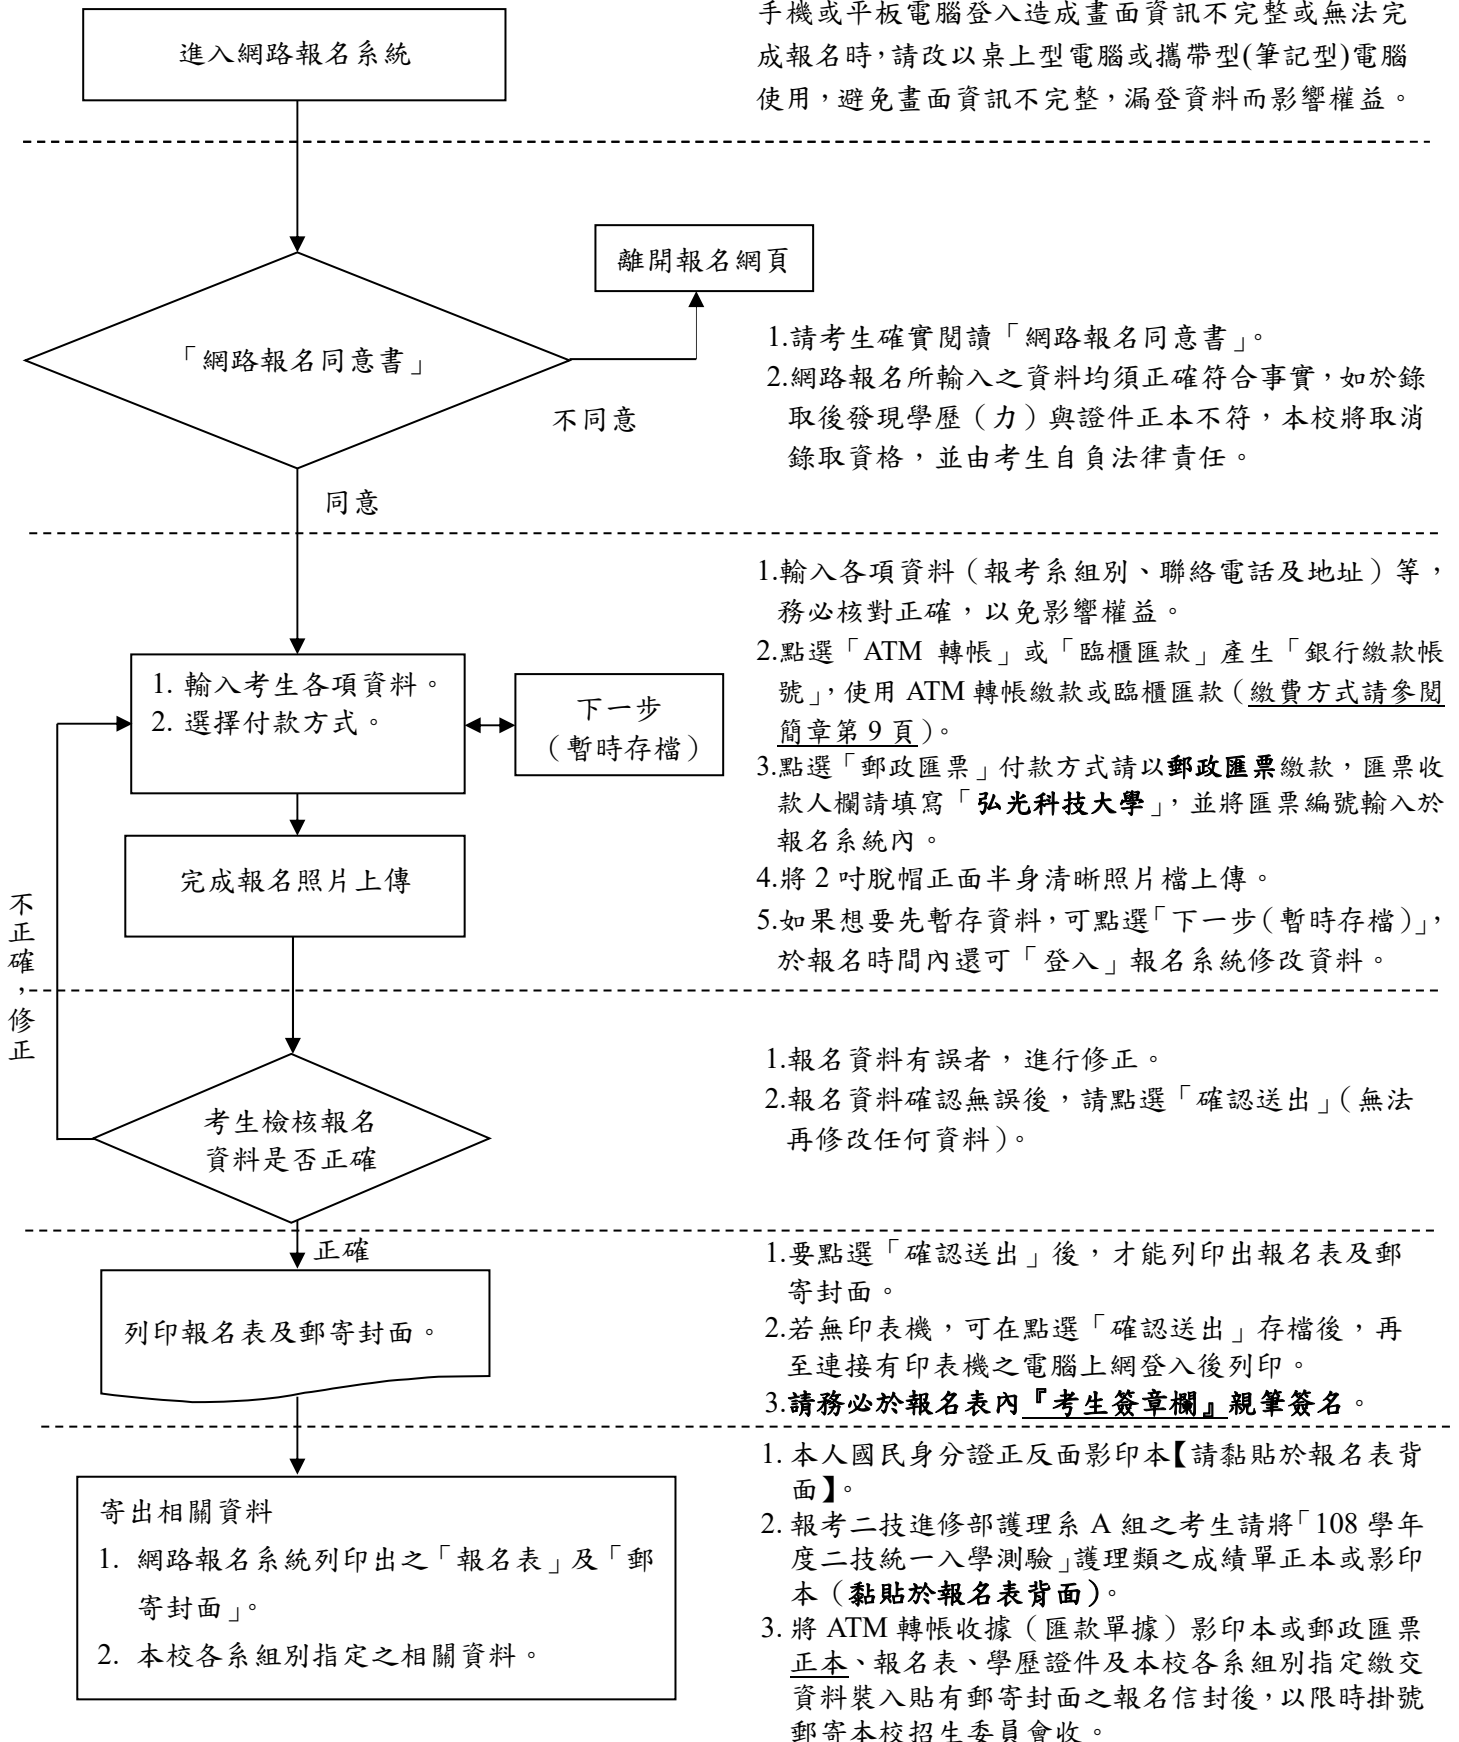 手機或平板電腦登入造成畫面資訊不完整或無法完
成報名時,請改以桌上型電腦或攜帶型(筆記型)電腦
使用,避免畫面資訊不完整,漏登資料而影響權益。
進入網路報名系統
離開報名網頁
「網路報名同意書」
不同意
同意
1.請考生確實閱讀「網路報名同意書」。
2.網路報名所輸入之資料均須正確符合事實,如於錄
取後發現學歷(力)與證件正本不符,本校將取消
錄取資格,並由考生自負法律責任。
1. 輸入考生各項資料。
2. 選擇付款方式。
下一步
(暫時存檔)
完成報名照片上傳
不正確,修正
1.輸入各項資料(報考系組別、聯絡電話及地址)等,
務必核對正確,以免影響權益。
2.點選「ATM 轉帳」或「臨櫃匯款」產生「銀行繳款帳
號」,使用 ATM 轉帳繳款或臨櫃匯款(繳費方式請參閱
簡章第 9 頁)。
3.點選「郵政匯票」付款方式請以郵政匯票繳款,匯票收
款人欄請填寫「弘光科技大學」,並將匯票編號輸入於
報名系統內。
4.將 2 吋脫帽正面半身清晰照片檔上傳。
5.如果想要先暫存資料,可點選「下一步(暫時存檔)」,
於報名時間內還可「登入」報名系統修改資料。
考生檢核報名
資料是否正確
1.報名資料有誤者,進行修正。
2.報名資料確認無誤後,請點選「確認送出」(無法
再修改任何資料)。
正確
列印報名表及郵寄封面。
1.要點選「確認送出」後,才能列印出報名表及郵
寄封面。
2.若無印表機,可在點選「確認送出」存檔後,再
至連接有印表機之電腦上網登入後列印。
3.請務必於報名表內『考生簽章欄』親筆簽名。
寄出相關資料
1. 網路報名系統列印出之「報名表」及「郵
寄封面」。
2. 本校各系組別指定之相關資料。
1. 本人國民身分證正反面影印本【請黏貼於報名表背
面】。
2. 報考二技進修部護理系 A 組之考生請將「108 學年
度二技統一入學測驗」護理類之成績單正本或影印
本(黏貼於報名表背面)。
3. 將 ATM 轉帳收據(匯款單據)影印本或郵政匯票
正本、報名表、學歷證件及本校各系組別指定繳交
資料裝入貼有郵寄封面之報名信封後,以限時掛號
郵寄本校招生委員會收。